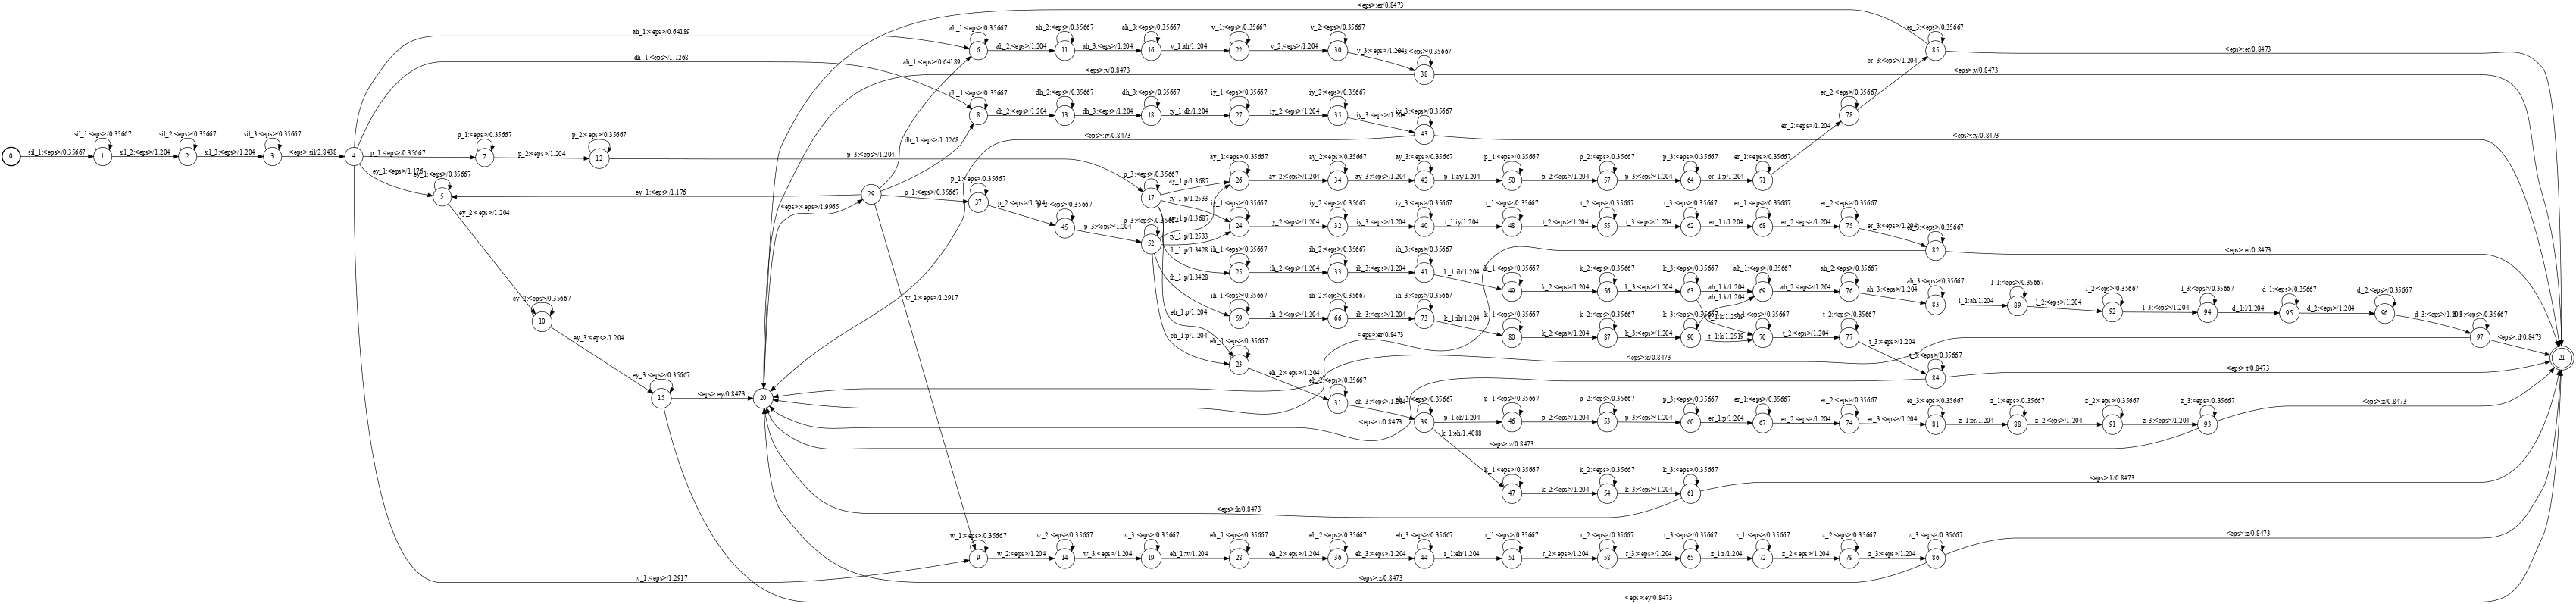 <eps>:er/0.8473
ah_1:<eps>/0.35667
ah_2:<eps>/0.35667
ah_3:<eps>/0.35667
v_1:<eps>/0.35667
v_2:<eps>/0.35667
er_3:<eps>/0.35667
ah_1:<eps>/0.64189
6
ah_2:<eps>/1.204
11
ah_3:<eps>/1.204
16
v_1:ah/1.204
22
v_2:<eps>/1.204
30
85
<eps>:er/0.8473
38
<eps>:v/0.8473
<eps>:v/0.8473
dh_1:<eps>/1.1268
ah_1:<eps>/0.64189
er_3:<eps>/1.204
dh_1:<eps>/0.35667
dh_2:<eps>/0.35667
dh_3:<eps>/0.35667
iy_1:<eps>/0.35667
iy_2:<eps>/0.35667
er_2:<eps>/0.35667
8
dh_2:<eps>/1.204
13
dh_3:<eps>/1.204
18
iy_1:dh/1.204
27
iy_2:<eps>/1.204
35
78
iy_3:<eps>/1.204
43
<eps>:iy/0.8473
<eps>:iy/0.8473
er_2:<eps>/1.204
dh_1:<eps>/1.1268
sil_1:<eps>/0.35667
sil_2:<eps>/0.35667
sil_3:<eps>/0.35667
p_1:<eps>/0.35667
p_2:<eps>/0.35667
0
sil_1:<eps>/0.35667
1
sil_2:<eps>/1.204
2
sil_3:<eps>/1.204
3
<eps>:sil/2.8438
4
p_1:<eps>/0.35667
7
p_2:<eps>/1.204
12
p_3:<eps>/1.204
ey_1:<eps>/1.176
5
ey_1:<eps>/1.176
29
<eps>:<eps>/1.9965
p_1:<eps>/0.35667
p_1:<eps>/0.35667
37
p_2:<eps>/1.204
45
p_3:<eps>/1.204
52
p_3:<eps>/0.35667
17
ay_1:p/1.3687
26
ay_1:<eps>/0.35667
ay_2:<eps>/1.204
34
ay_2:<eps>/0.35667
ay_3:<eps>/1.204
42
ay_3:<eps>/0.35667
p_1:ay/1.204
50
p_1:<eps>/0.35667
p_2:<eps>/1.204
57
p_2:<eps>/0.35667
p_3:<eps>/1.204
64
p_3:<eps>/0.35667
er_1:p/1.204
71
er_1:<eps>/0.35667
iy_1:p/1.2533
iy_1:p/1.2533
24
iy_1:<eps>/0.35667
iy_2:<eps>/1.204
32
iy_2:<eps>/0.35667
iy_3:<eps>/1.204
40
iy_3:<eps>/0.35667
t_1:iy/1.204
48
t_1:<eps>/0.35667
t_2:<eps>/1.204
55
t_2:<eps>/0.35667
t_3:<eps>/1.204
62
t_3:<eps>/0.35667
er_1:t/1.204
68
er_1:<eps>/0.35667
er_2:<eps>/1.204
75
er_2:<eps>/0.35667
er_3:<eps>/1.204
82
<eps>:er/0.8473
<eps>:er/0.8473
ih_1:p/1.3428
25
ih_1:<eps>/0.35667
ih_2:<eps>/1.204
33
ih_2:<eps>/0.35667
ih_3:<eps>/1.204
41
ih_3:<eps>/0.35667
k_1:ih/1.204
49
k_1:<eps>/0.35667
k_2:<eps>/1.204
56
k_2:<eps>/0.35667
k_3:<eps>/1.204
63
k_3:<eps>/0.35667
ah_1:k/1.204
69
ah_1:<eps>/0.35667
ah_2:<eps>/1.204
76
ah_2:<eps>/0.35667
ah_3:<eps>/1.204
83
ah_3:<eps>/0.35667
l_1:ah/1.204
89
l_1:<eps>/0.35667
l_2:<eps>/1.204
92
l_2:<eps>/0.35667
l_3:<eps>/1.204
94
l_3:<eps>/0.35667
d_1:l/1.204
95
d_1:<eps>/0.35667
d_2:<eps>/1.204
96
d_2:<eps>/0.35667
d_3:<eps>/1.204
97
<eps>:d/0.8473
<eps>:d/0.8473
ih_1:p/1.3428
59
ih_1:<eps>/0.35667
ih_2:<eps>/1.204
66
ih_2:<eps>/0.35667
ih_3:<eps>/1.204
73
ih_3:<eps>/0.35667
k_1:ih/1.204
80
k_2:<eps>/1.204
87
k_2:<eps>/0.35667
k_3:<eps>/1.204
90
ah_1:k/1.204
t_1:k/1.2519
70
t_2:<eps>/1.204
77
t_2:<eps>/0.35667
t_3:<eps>/1.204
84
t_3:<eps>/0.35667
<eps>:t/0.8473
<eps>:t/0.8473
21
ey_2:<eps>/1.204
ey_2:<eps>/0.35667
10
ey_3:<eps>/1.204
ey_3:<eps>/0.35667
15
<eps>:ey/0.8473
20
w_1:<eps>/1.2917
eh_1:p/1.204
eh_1:p/1.204
23
eh_1:<eps>/0.35667
eh_2:<eps>/1.204
31
eh_3:<eps>/1.204
39
p_1:eh/1.204
46
p_1:<eps>/0.35667
p_2:<eps>/1.204
53
p_2:<eps>/0.35667
p_3:<eps>/1.204
60
p_3:<eps>/0.35667
er_1:p/1.204
67
er_1:<eps>/0.35667
er_2:<eps>/1.204
74
er_2:<eps>/0.35667
er_3:<eps>/1.204
81
er_3:<eps>/0.35667
z_1:er/1.204
88
z_1:<eps>/0.35667
z_2:<eps>/1.204
91
z_2:<eps>/0.35667
z_3:<eps>/1.204
93
z_3:<eps>/0.35667
<eps>:z/0.8473
<eps>:z/0.8473
k_1:eh/1.4088
47
k_1:<eps>/0.35667
k_2:<eps>/1.204
54
k_2:<eps>/0.35667
k_3:<eps>/1.204
61
k_3:<eps>/0.35667
<eps>:k/0.8473
<eps>:k/0.8473
w_1:<eps>/0.35667
9
w_2:<eps>/1.204
14
w_2:<eps>/0.35667
w_3:<eps>/1.204
19
w_3:<eps>/0.35667
eh_1:w/1.204
28
eh_1:<eps>/0.35667
eh_2:<eps>/1.204
36
eh_2:<eps>/0.35667
eh_3:<eps>/1.204
44
eh_3:<eps>/0.35667
r_1:eh/1.204
51
r_1:<eps>/0.35667
r_2:<eps>/1.204
58
r_2:<eps>/0.35667
r_3:<eps>/1.204
65
r_3:<eps>/0.35667
z_1:r/1.204
72
z_1:<eps>/0.35667
z_2:<eps>/1.204
79
z_2:<eps>/0.35667
z_3:<eps>/1.204
86
z_3:<eps>/0.35667
<eps>:z/0.8473
<eps>:z/0.8473
w_1:<eps>/1.2917
<eps>:ey/0.8473